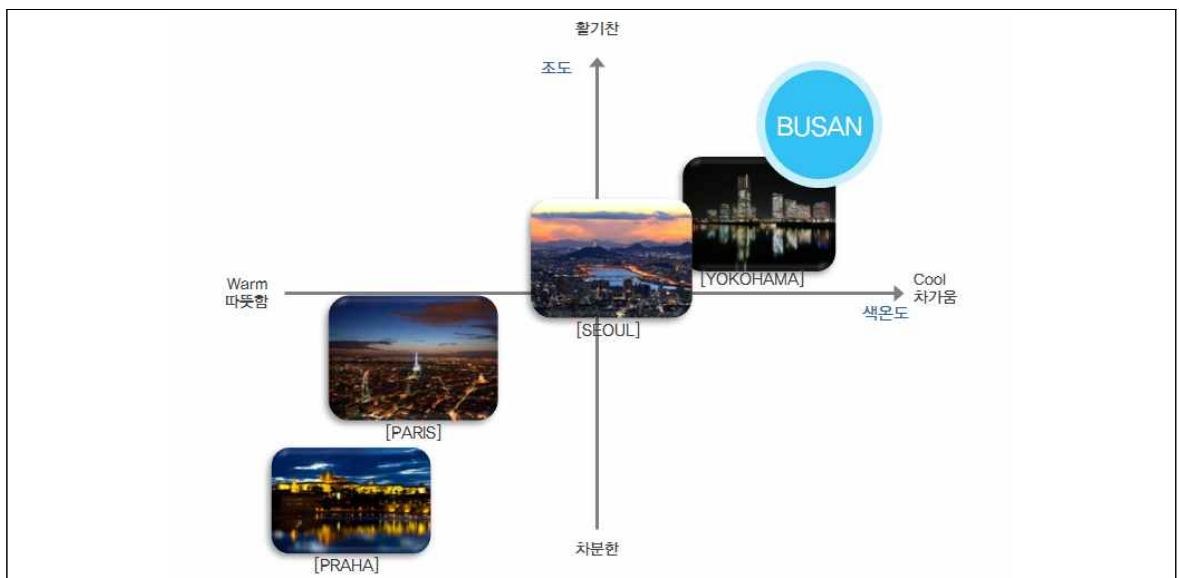 활기찬
조도
BUSAN
[YOKOHAMA]
Warm
따뜻함
Cool
차가움
색온도
[SEOUL]
[PARIS]
차분한
[PRAHA]